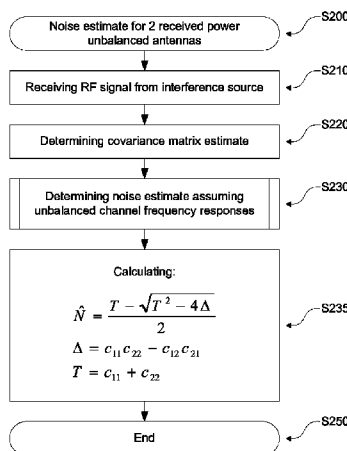 Noise estimate for 2 received power
unbalanced antennas
S200
Receiving RF signal from interference source
S210
Determining covariance matrix estimate
S220
Determining noise estimate assuming
unbalanced channel frequency responses
S230
Calculating:
N̂ = (T − √(T² − 4Δ)) / 2
Δ = c₁₁c₂₂ − c₁₂c₂₁
T = c₁₁ + c₂₂
S235
End
S250